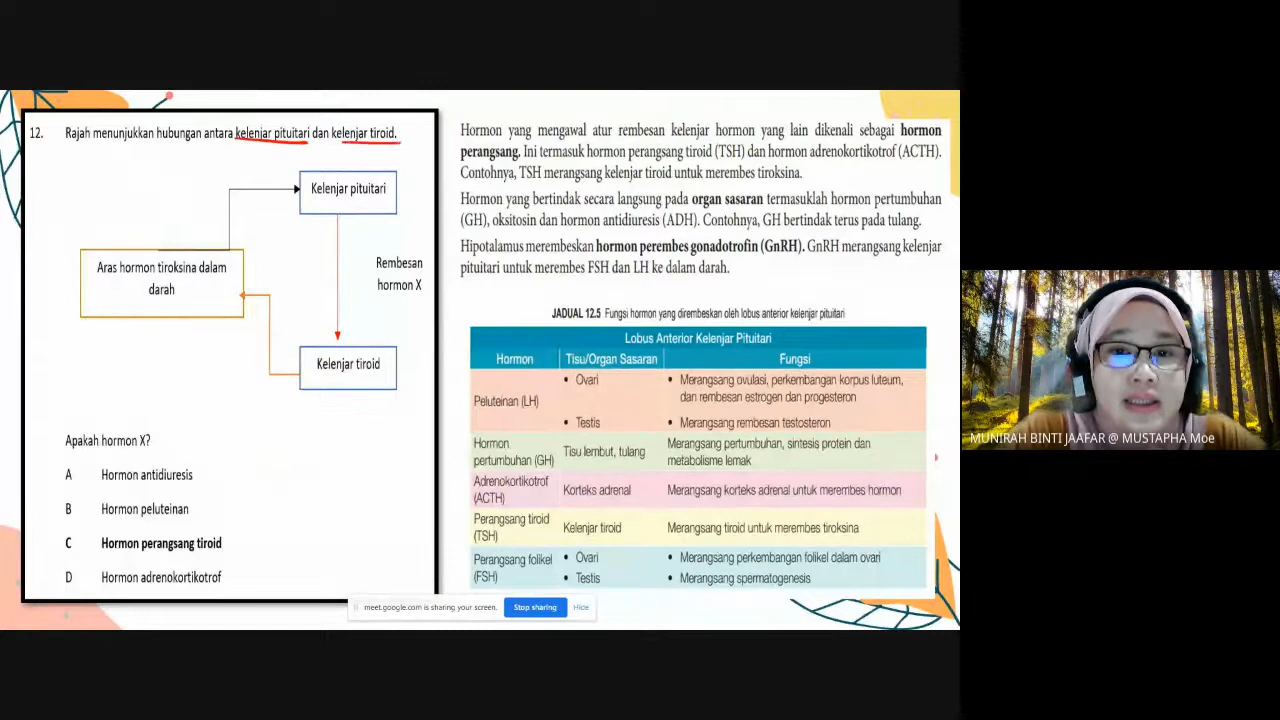 12. Rajah menunjukkan hubungan antara kelenjar pituitari dan kelenjar tiroid.
Kelenjar pituitari
Aras hormon tiroksina dalam
darah
Rembesan
hormon X
Kelenjar tiroid
Apakah hormon X?
A Hormon antidiuresis
B Hormon peluteinan
C Hormon perangsang tiroid
D Hormon adrenokortikotrof
Hormon yang mengawal atur rembesan kelenjar hormon yang lain dikenali sebagai hormon
perangsang. Ini termasuk hormon perangsang tiroid (TSH) dan hormon adrenokortikotrof (ACTH).
Contohnya, TSH merangsang kelenjar tiroid untuk merembes tiroksina.
Hormon yang bertindak secara langsung pada organ sasaran termasuklah hormon pertumbuhan
(GH), oksitosin dan hormon antidiuresis (ADH). Contohnya, GH bertindak terus pada tulang.
Hipotalamus merembeskan hormon perembes gonadotrofin (GnRH). GnRH merangsang kelenjar
pituitari untuk merembes FSH dan LH ke dalam darah.
JADUAL 12.5 Fungsi hormon yang dirembeskan oleh lobus anterior kelenjar pituitari
Lobus Anterior Kelenjar Pituitari
Hormon Tisu/Organ Sasaran Fungsi
Peluteinan (LH)
• Ovari
• Merangsang ovulasi, perkembangan korpus luteum,
dan rembesan estrogen dan progesteron
• Testis
• Merangsang rembesan testosteron
Hormon
pertumbuhan (GH)
Tisu lembut, tulang
Merangsang pertumbuhan, sintesis protein dan
metabolisme lemak
Adrenokortikotrof
(ACTH)
Korteks adrenal
Merangsang korteks adrenal untuk merembes hormon
Perangsang tiroid
(TSH)
Kelenjar tiroid
Merangsang tiroid untuk merembes tiroksina
Perangsang folikel
(FSH)
• Ovari
• Merangsang perkembangan folikel dalam ovari
• Testis
• Merangsang spermatogenesis
meet.google.com is sharing your screen. Stop sharing Hide
MUNIRAH BINTI JAAFAR @ MUSTAPHA Moe